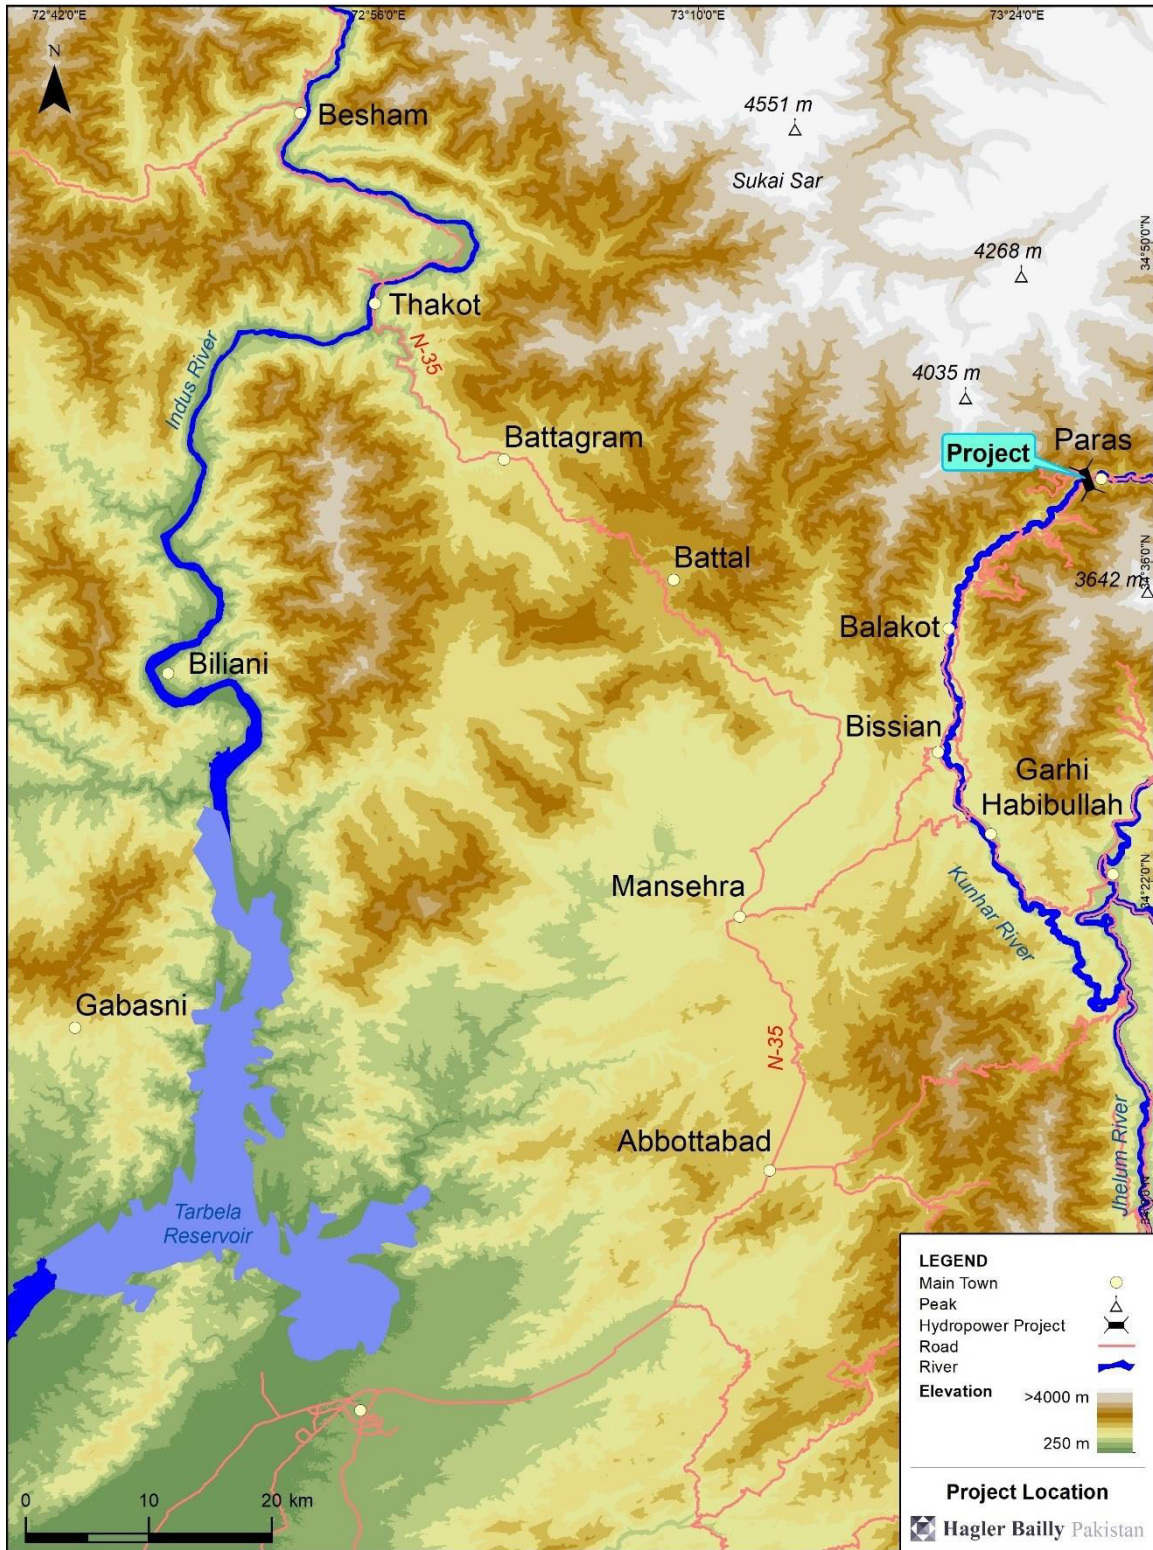 72°42'0"E
72°56'0"E
73°10'0"E
73°24'0"E
N
Besham
4551 m
Sukai Sar
34°50'0"N
4268 m
Thakot
N-35
Indus River
4035 m
Battagram
Paras
Project
Battal
34°36'0"N
3642 m
Balakot
Biliani
Bissian
Garhi
Habibullah
34°22'0"N
Mansehra
Kunhar River
Gabasni
N-35
Abbottabad
Jhelum River
Tarbela
Reservoir
LEGEND
Main Town
Peak
Hydropower Project
Road
River
Elevation
>4000 m
250 m
0 10 20 km
Project Location
Hagler Bailly Pakistan